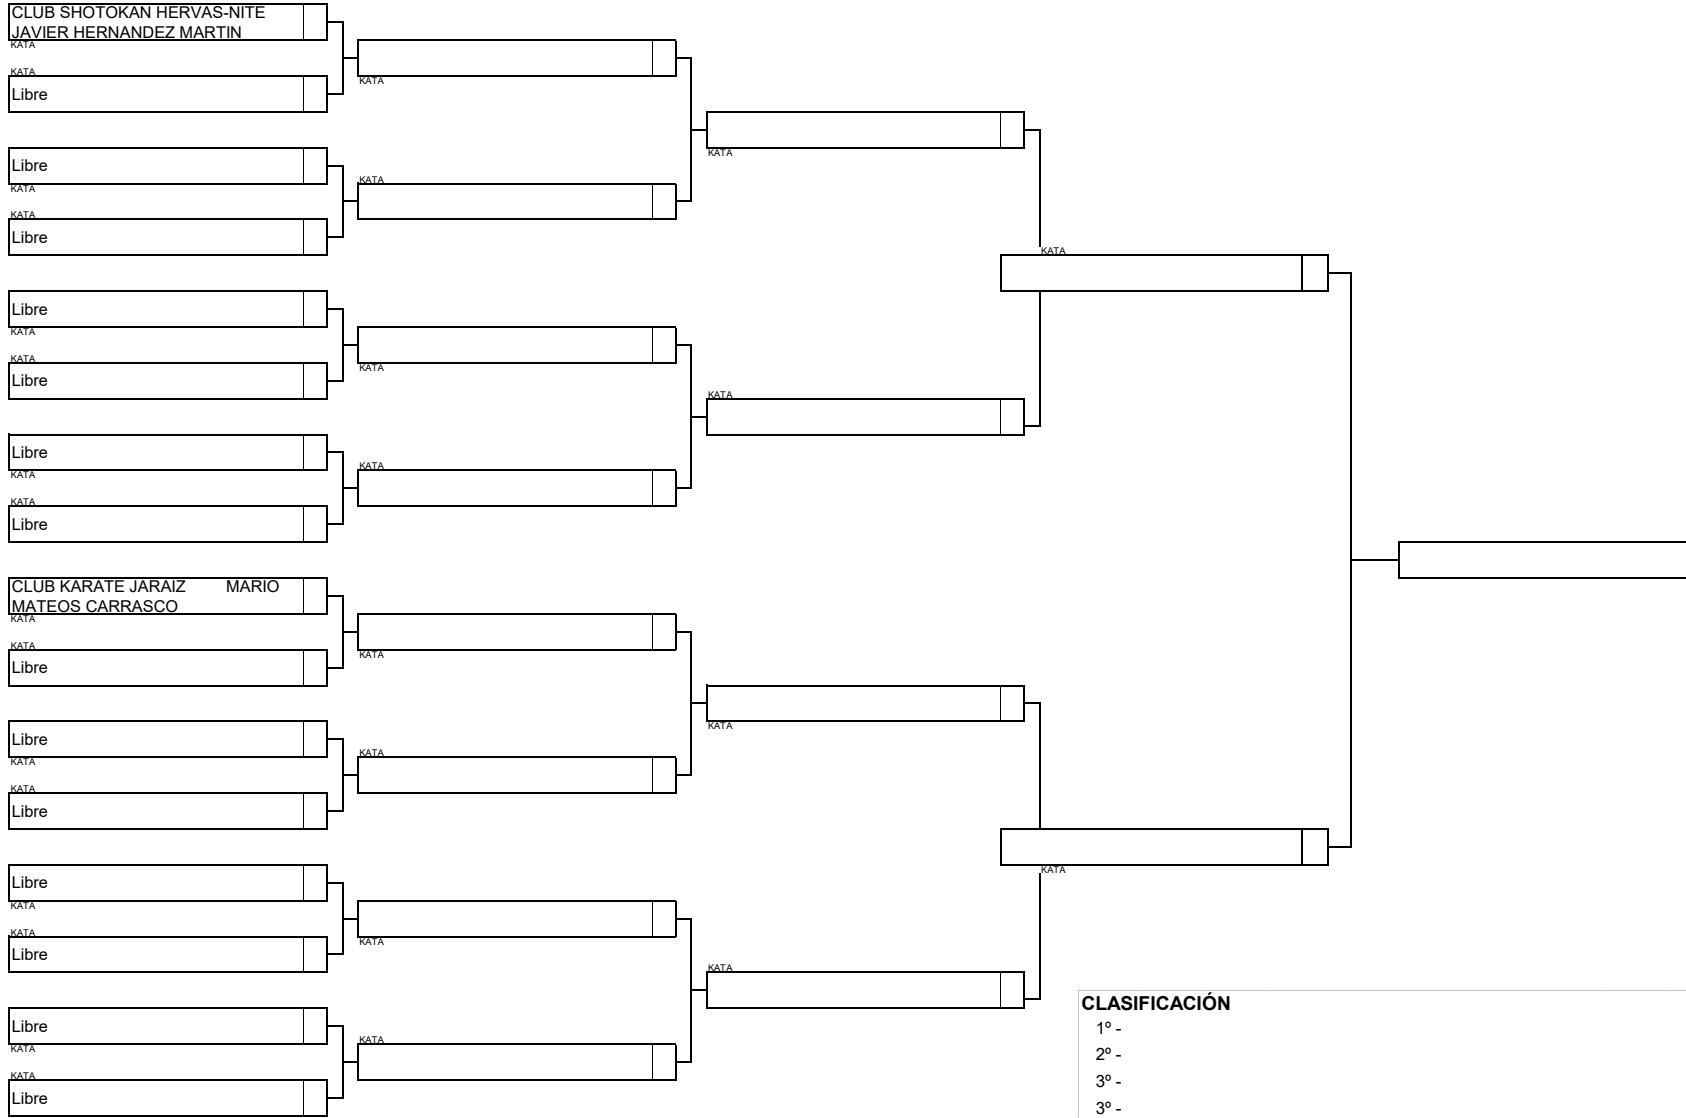 CLUB SHOTOKAN HERVAS-NITE
JAVIER HERNANDEZ MARTIN
KATA
KATA
Libre
Libre
KATA
KATA
Libre
Libre
KATA
KATA
Libre
Libre
KATA
KATA
Libre
CLUB KARATE JARAIZ MARIO
MATEOS CARRASCO
KATA
KATA
Libre
Libre
KATA
KATA
Libre
Libre
KATA
KATA
Libre
Libre
KATA
KATA
Libre
KATA
KATA
KATA
KATA
KATA
KATA
KATA
KATA
KATA
KATA
KATA
KATA
KATA
KATA
CLASIFICACIÓN
1º -
2º -
3º -
3º -